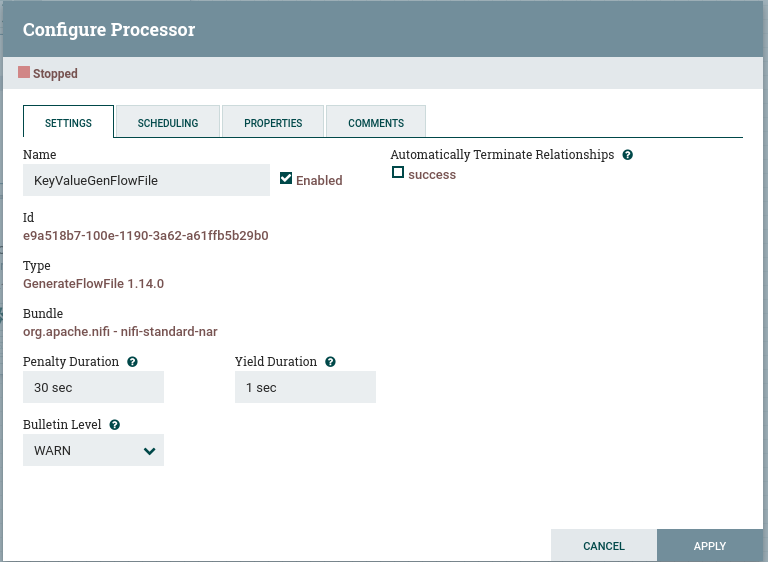 Configure Processor
Stopped
SETTINGS SCHEDULING PROPERTIES COMMENTS
Name
KeyValueGenFlowFile
Enabled
Automatically Terminate Relationships
success
Id
e9a518b7-100e-1190-3a62-a61ffb5b29b0
Type
GenerateFlowFile 1.14.0
Bundle
org.apache.nifi - nifi-standard-nar
Penalty Duration
30 sec
Yield Duration
1 sec
Bulletin Level
WARN
CANCEL APPLY